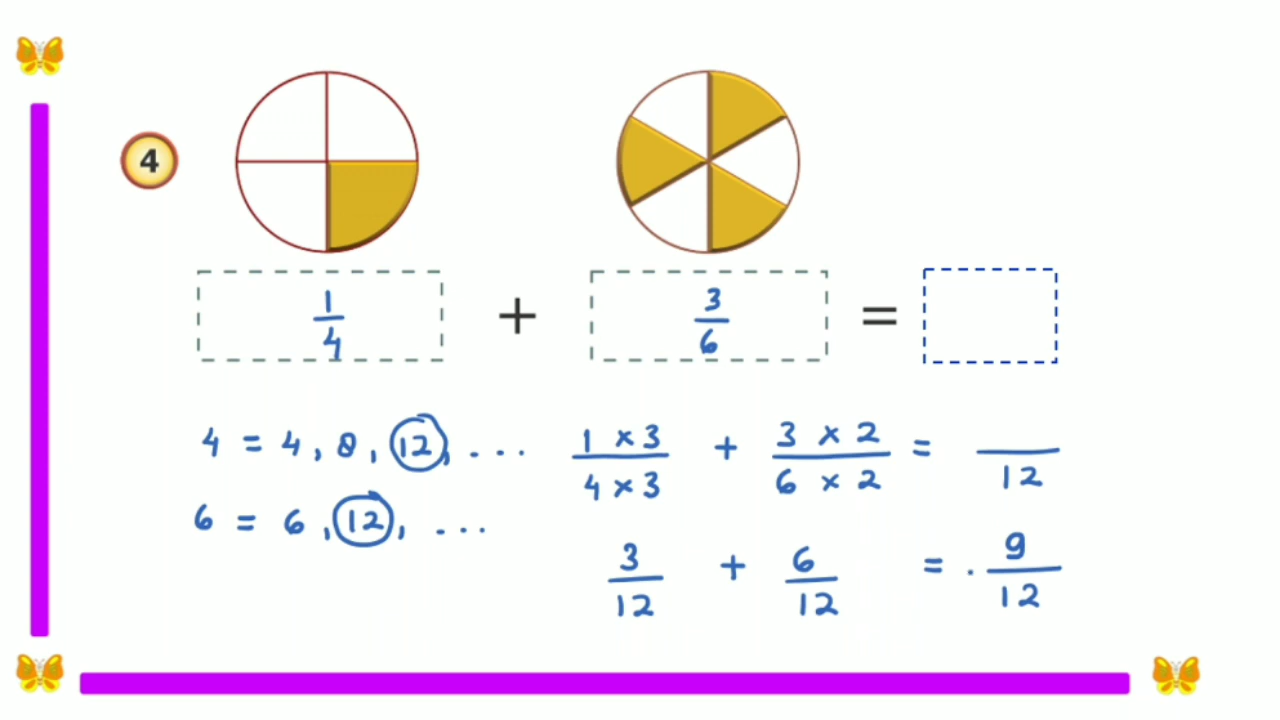 4
1/4 + 3/6 =
4 = 4, 8, 12, ...
6 = 6, 12, ...
1 × 3/4 × 3 + 3 × 2/6 × 2 = /12
3/12 + 6/12 = . 9/12